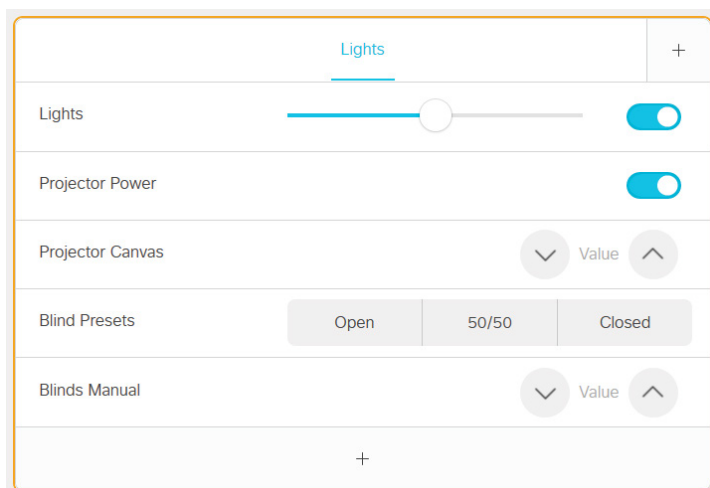 Lights
+
Lights
Projector Power
Projector Canvas Value
Blind Presets Open 50/50 Closed
Blinds Manual Value
+